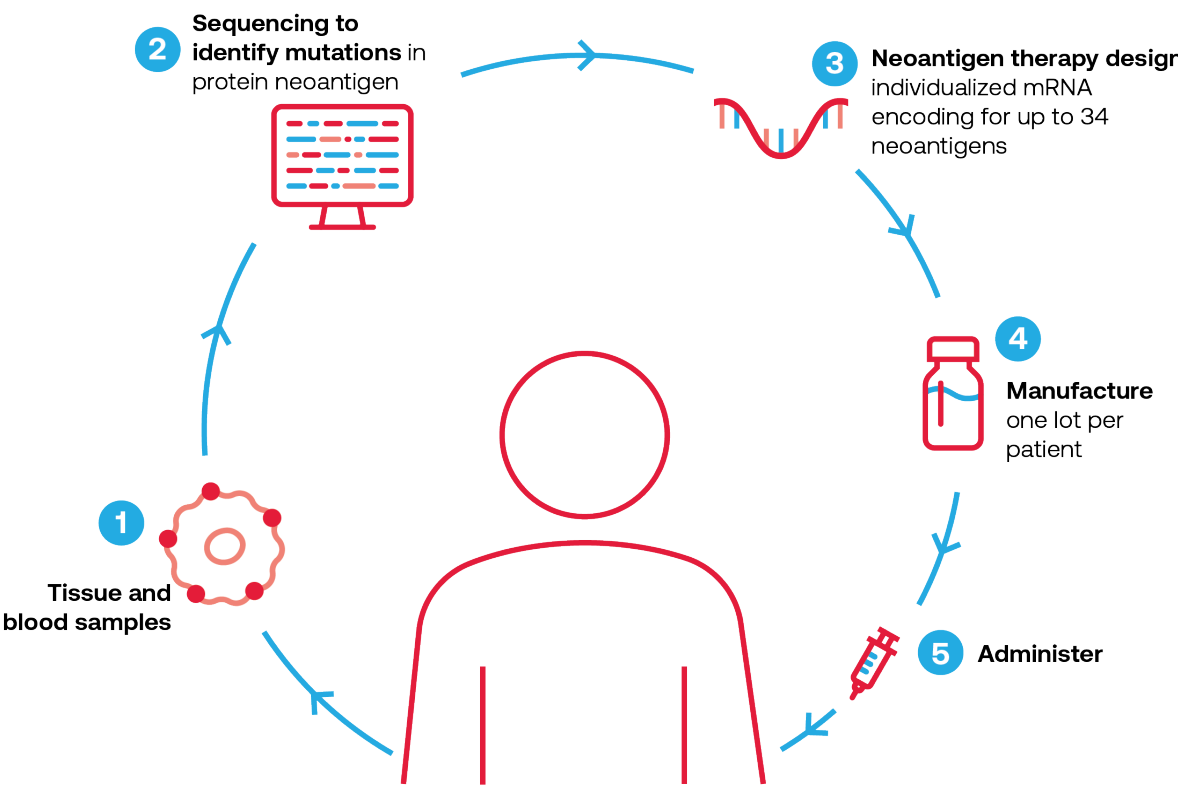 2
Sequencing to
identify mutations in
protein neoantigen
3
Neoantigen therapy design
individualized mRNA
encoding for up to 34
neoantigens
4
Manufacture
one lot per
patient
1
Tissue and
blood samples
5
Administer